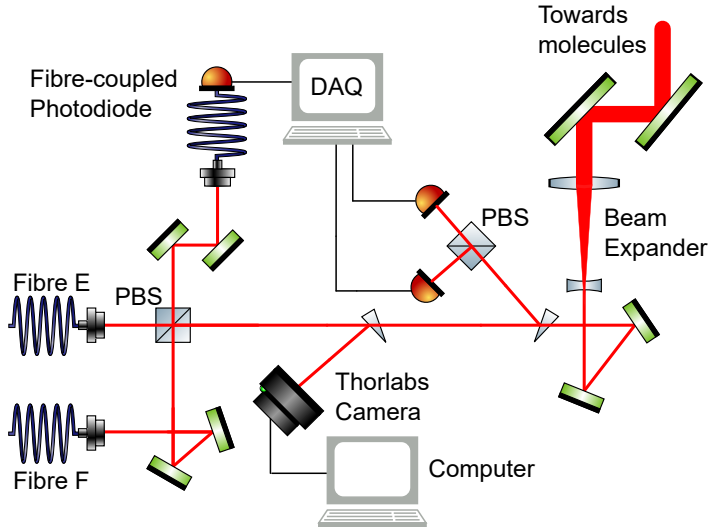 Towards
molecules
Fibre-coupled
Photodiode
DAQ
PBS
Beam
Expander
Fibre E
PBS
Thorlabs
Camera
Fibre F
Computer